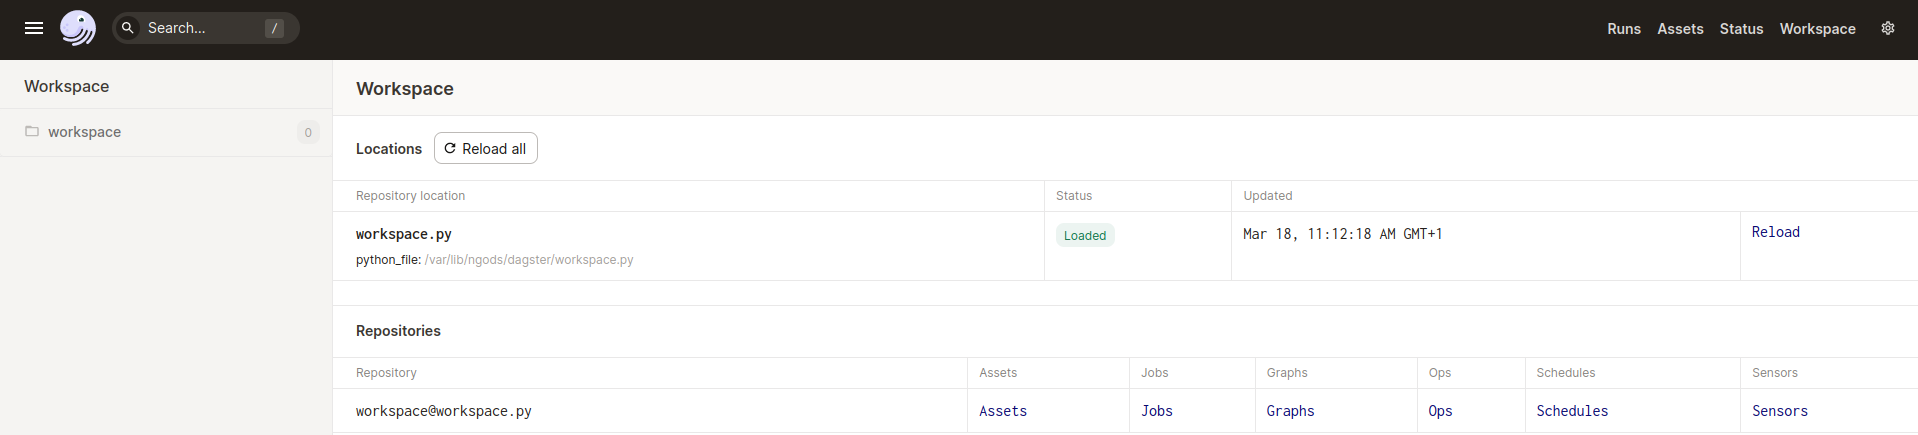 Search... /
Runs Assets Status Workspace
Workspace
workspace 0
Workspace
Locations Reload all
Repository location Status Updated
workspace.py Loaded Mar 18, 11:12:18 AM GMT+1 Reload
python_file: /var/lib/ngods/dagster/workspace.py
Repositories
Repository Assets Jobs Graphs Ops Schedules Sensors
workspace@workspace.py Assets Jobs Graphs Ops Schedules Sensors